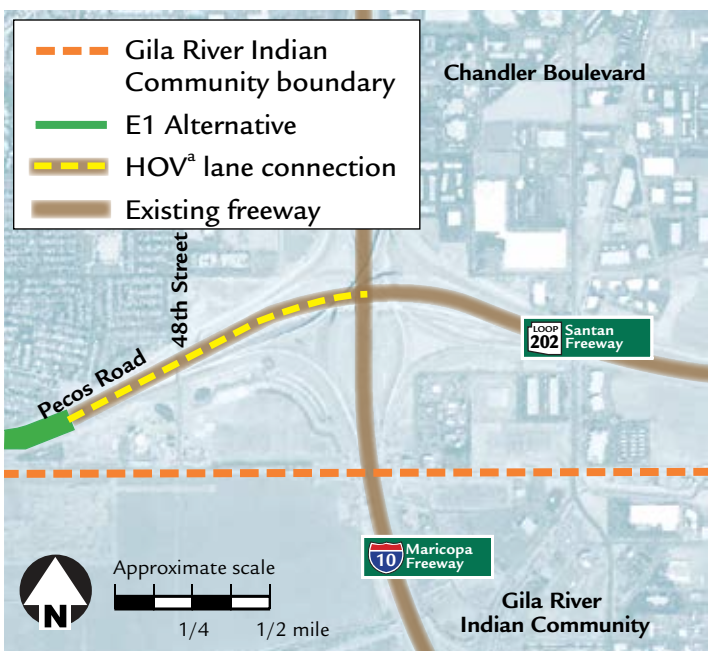 Gila River Indian
Community boundary
E1 Alternative
HOVa lane connection
Existing freeway
Chandler Boulevard
48th Street
Pecos Road
LOOP
202
Santan
Freeway
10
Maricopa
Freeway
N
Approximate scale
1/4 1/2 mile
Gila River
Indian Community